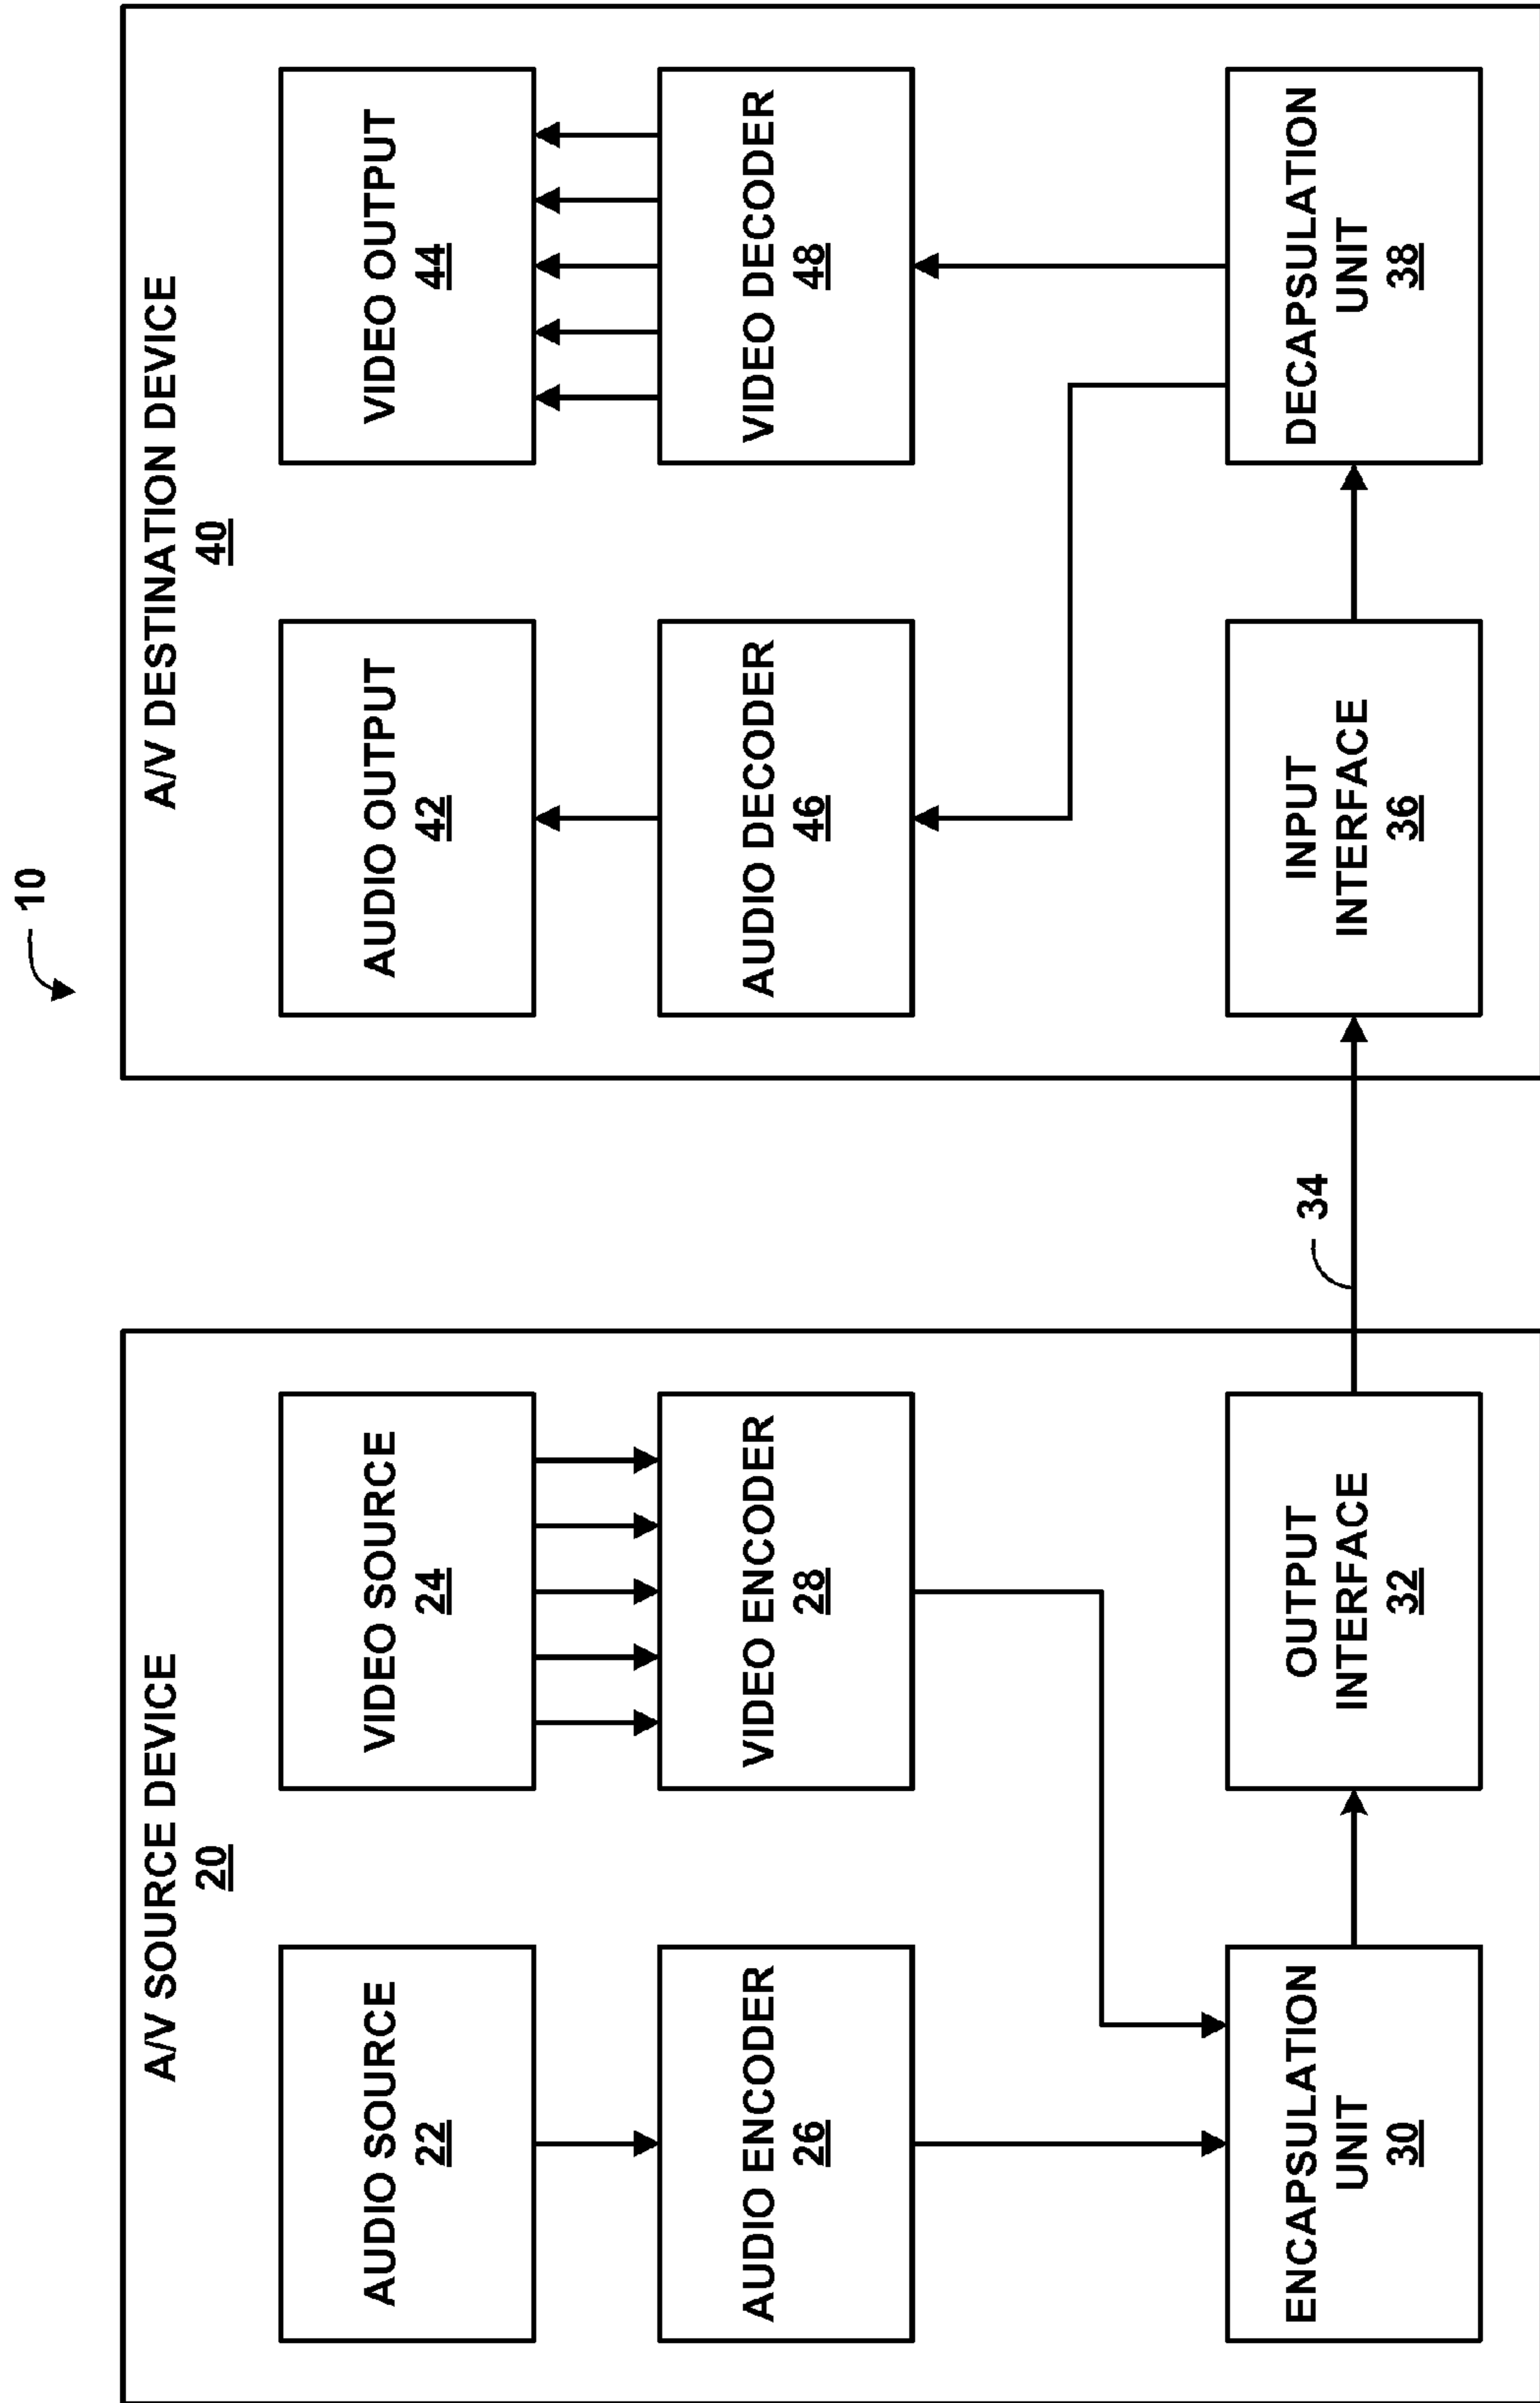 10
A/V SOURCE DEVICE
20
AUDIO SOURCE
22
VIDEO SOURCE
24
AUDIO ENCODER
26
VIDEO ENCODER
28
ENCAPSULATION
UNIT
30
OUTPUT
INTERFACE
32
34
A/V DESTINATION DEVICE
40
AUDIO OUTPUT
42
VIDEO OUTPUT
44
AUDIO DECODER
46
VIDEO DECODER
48
INPUT
INTERFACE
36
DECAPSULATION
UNIT
38